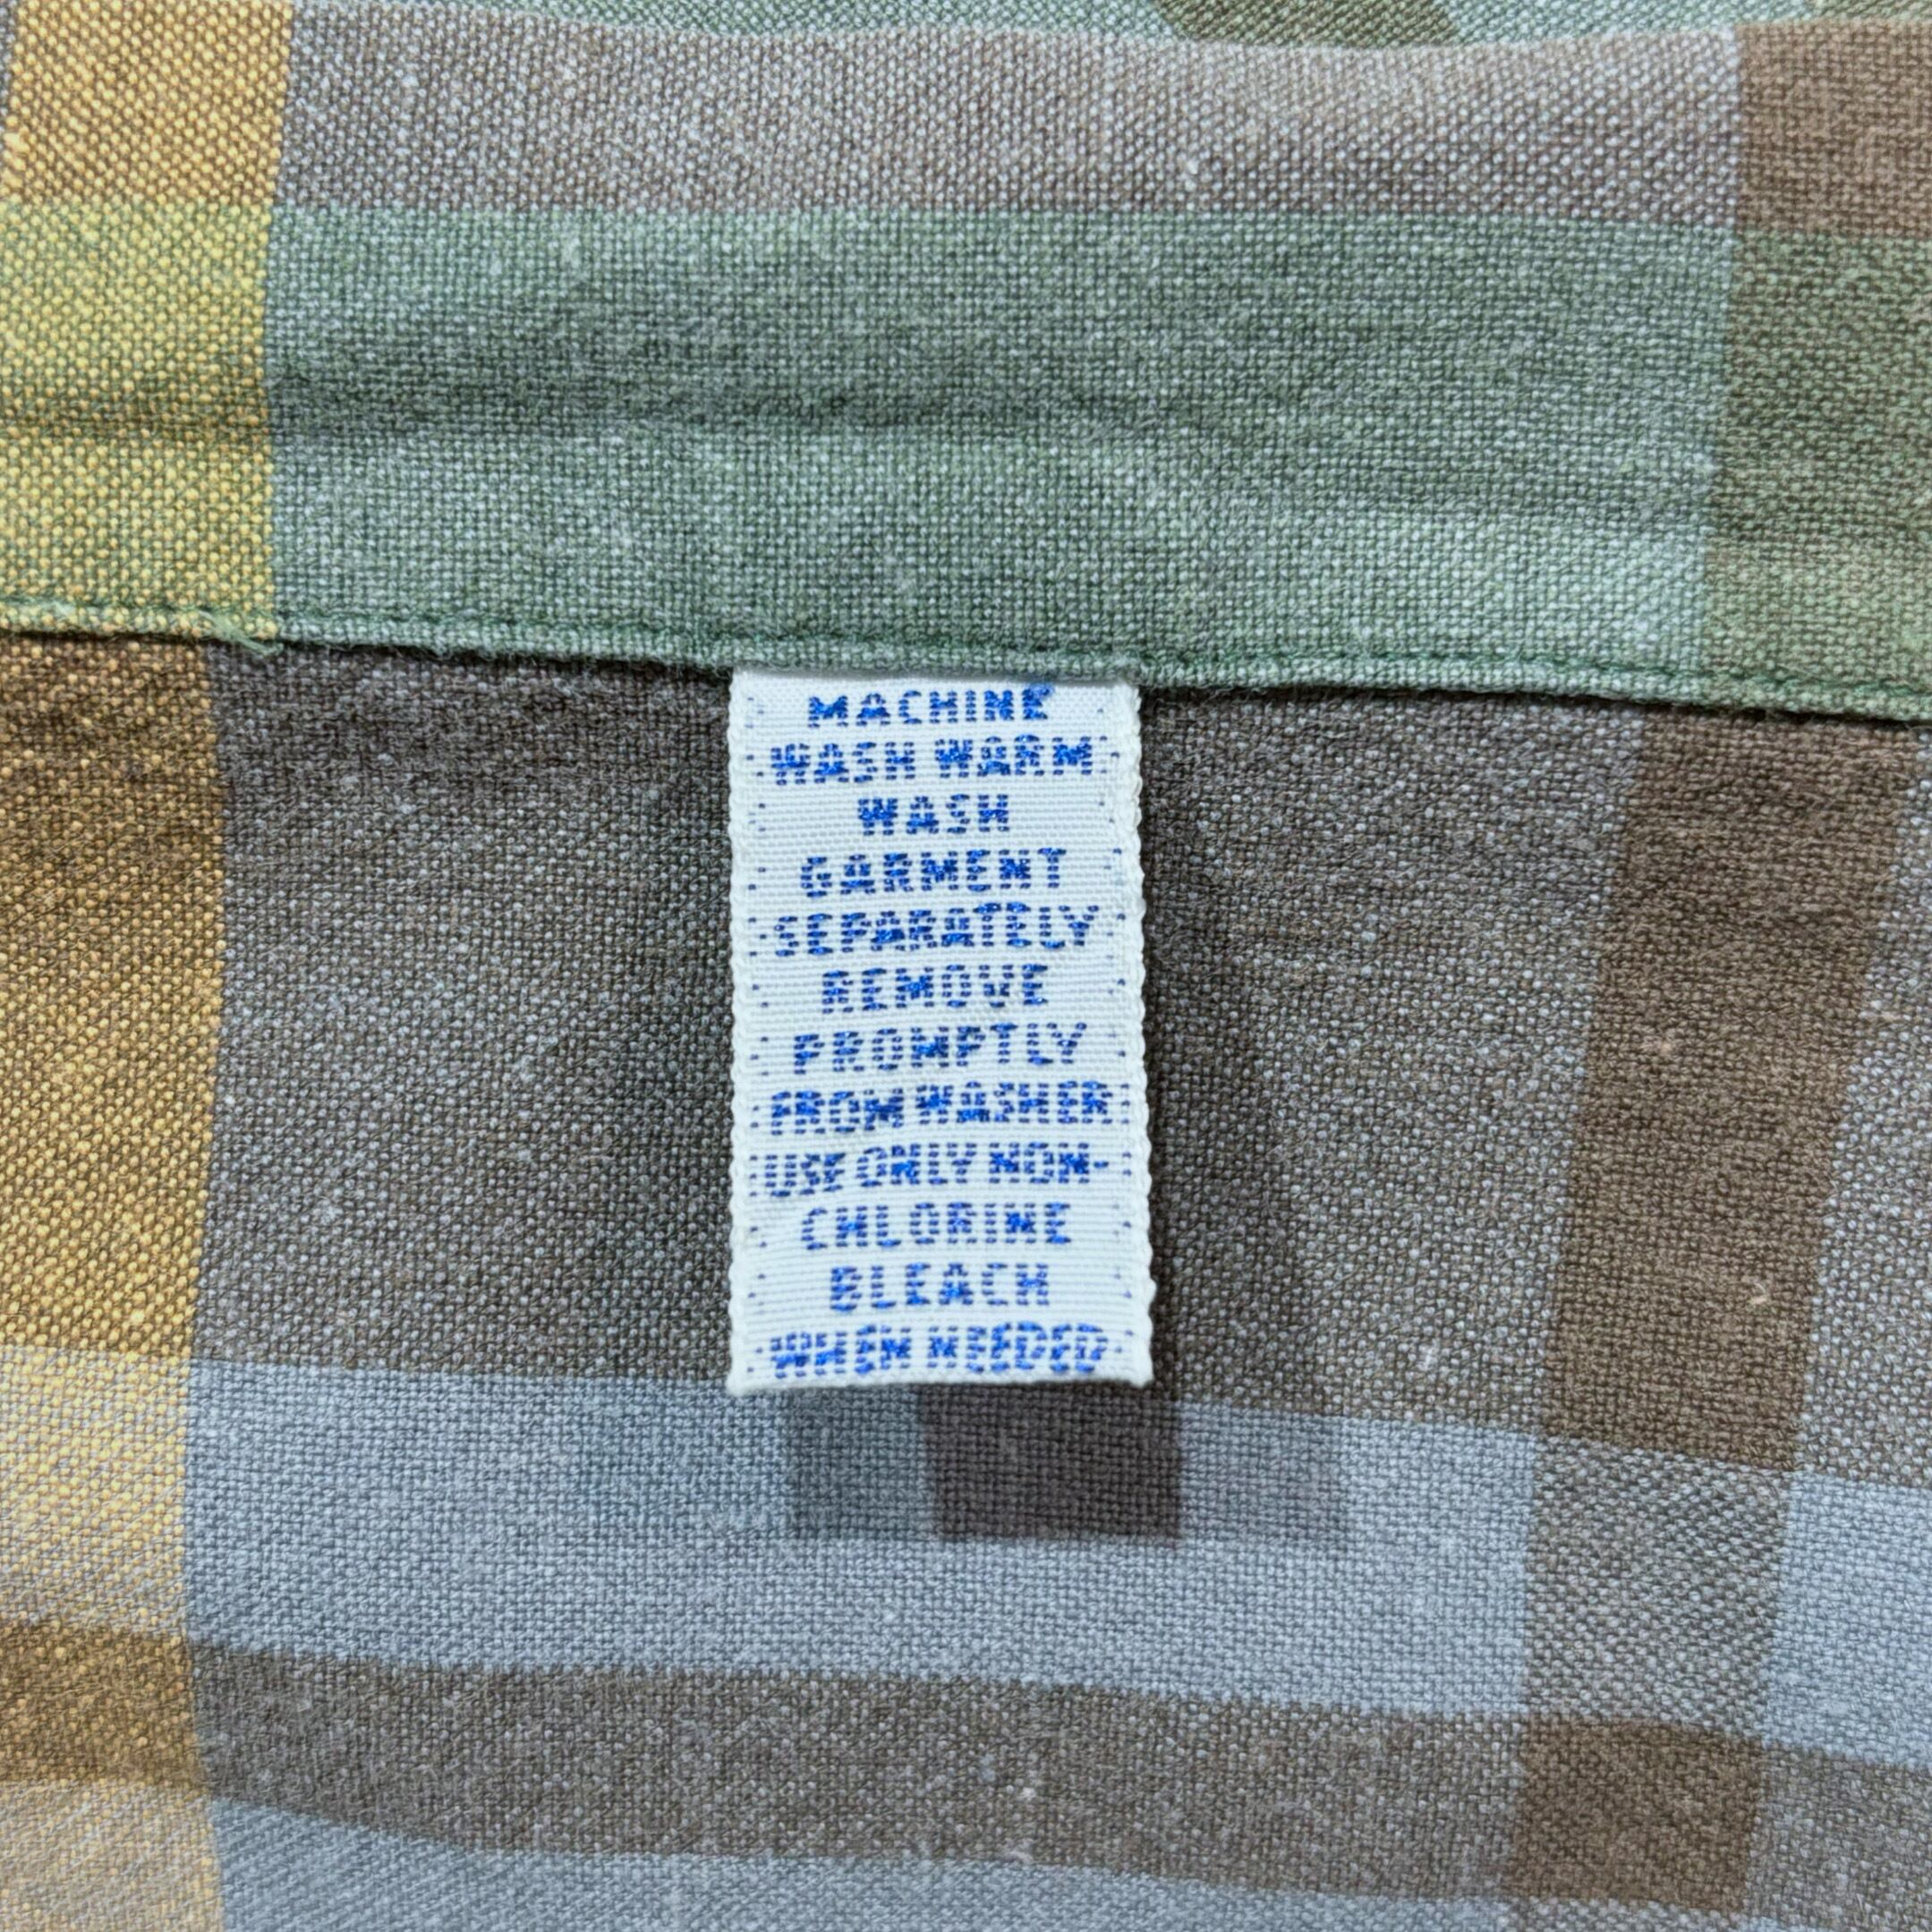 MACHINE
WASH WARM
WASH
GARMENT
SEPARATELY
REMOVE
PROMPTLY
FROM WASHER
USE ONLY NON-
CHLORINE
BLEACH
WHEN NEEDED